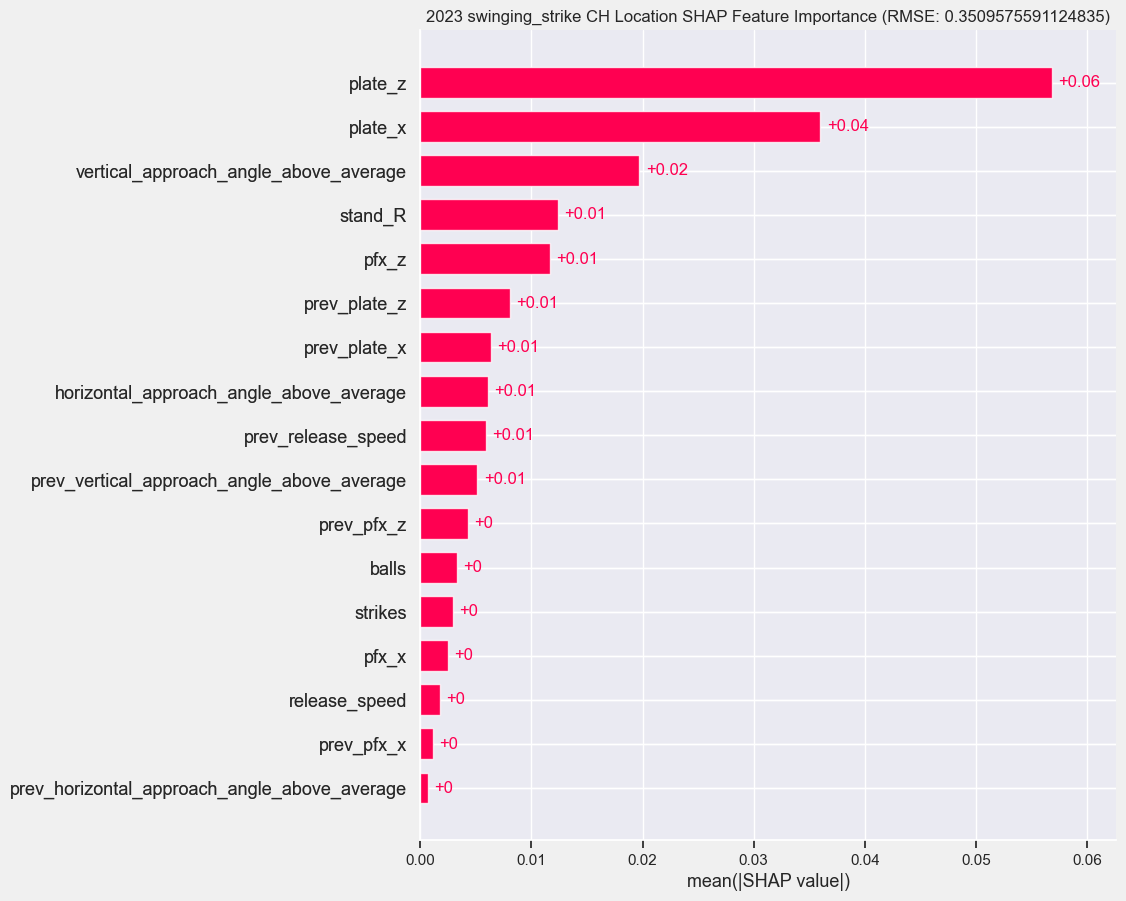 2023 swinging_strike CH Location SHAP Feature Importance (RMSE: 0.3509575591124835)
plate_z +0.06
plate_x +0.04
vertical_approach_angle_above_average +0.02
stand_R +0.01
pfx_z +0.01
prev_plate_z +0.01
prev_plate_x +0.01
horizontal_approach_angle_above_average +0.01
prev_release_speed +0.01
prev_vertical_approach_angle_above_average +0.01
prev_pfx_z +0
balls +0
strikes +0
pfx_x +0
release_speed +0
prev_pfx_x +0
prev_horizontal_approach_angle_above_average +0
0.00 0.01 0.02 0.03 0.04 0.05 0.06
mean(|SHAP value|)